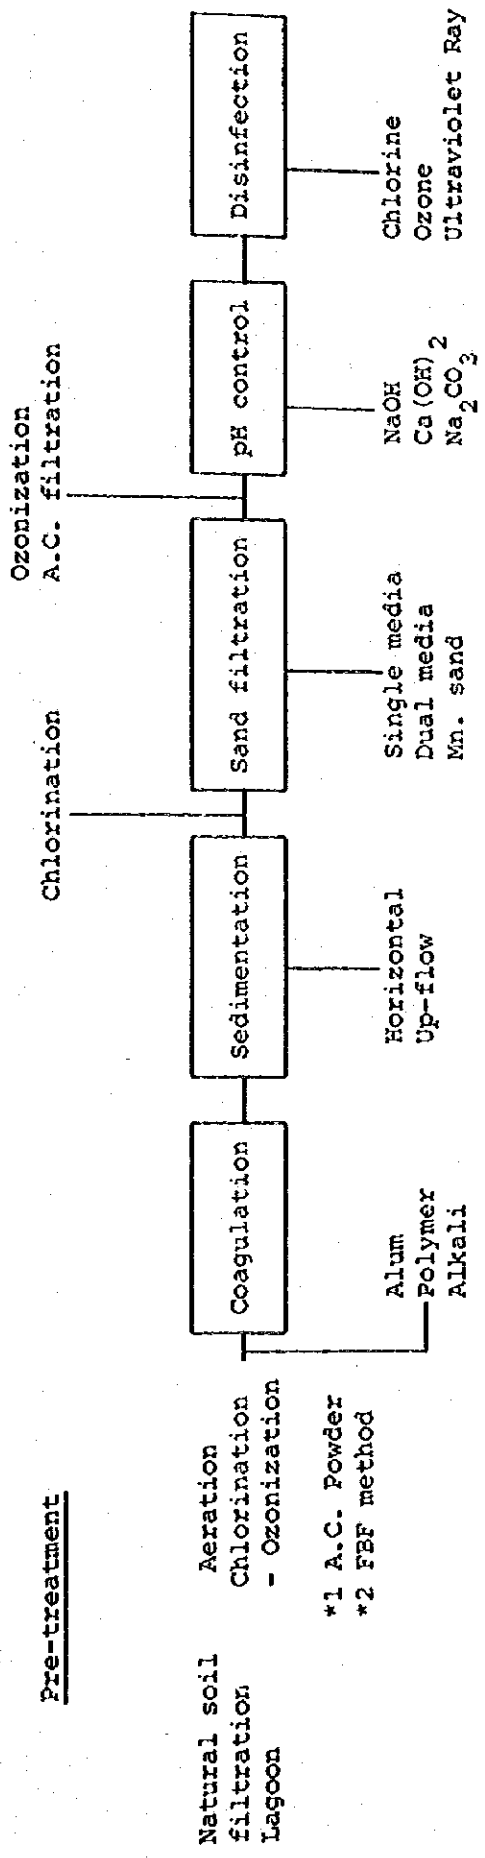 Pre-treatment
Natural soil
filtration
Lagoon
Aeration
Chlorination
- Ozonization
*1 A.C. Powder
*2 FBF method
Coagulation
Alum
Polymer
Alkali
Sedimentation
Horizontal
Up-flow
Chlorination
Sand filtration
Single media
Dual media
Mn. sand
Ozonization
A.C. filtration
pH control
NaOH
Ca(OH)2
Na2CO3
Disinfection
Chlorine
Ozone
Ultraviolet Ray